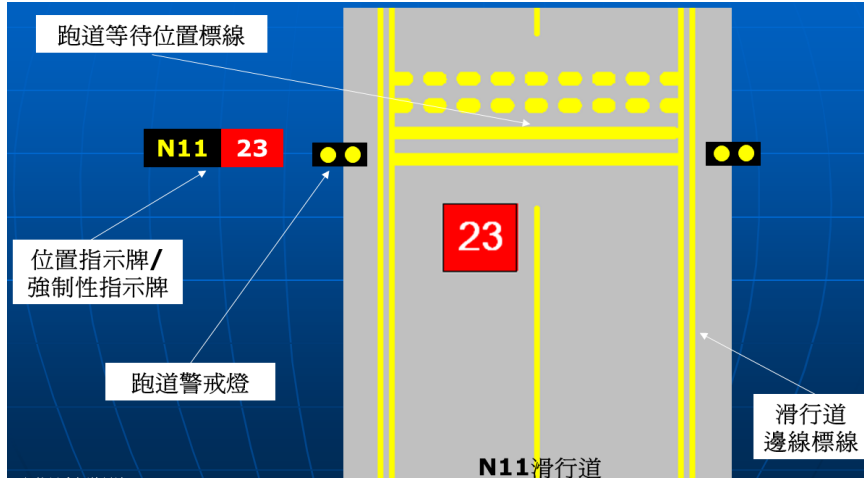 跑道等待位置標線
N11 23
23
位置指示牌/
強制性指示牌
跑道警戒燈
滑行道
邊線標線
N11滑行道